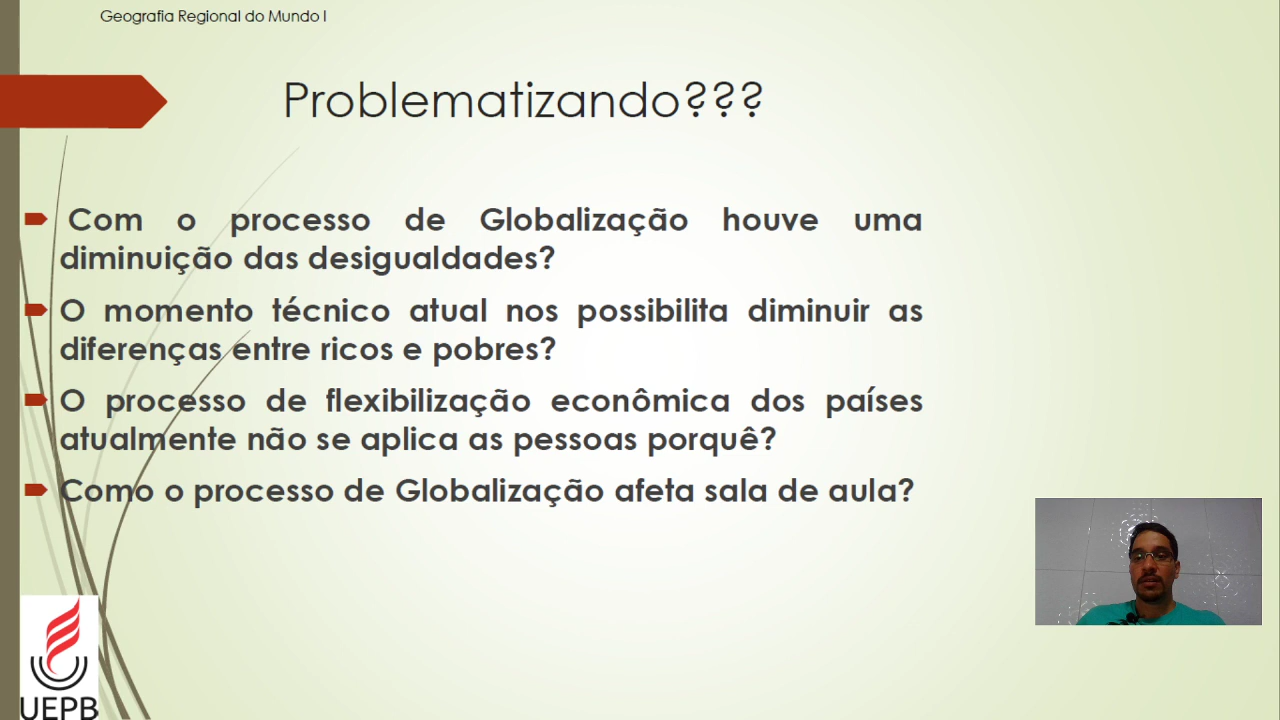 Geografia Regional do Mundo I
Problematizando???
Com o processo de Globalização houve uma
diminuição das desigualdades?
O momento técnico atual nos possibilita diminuir as
diferenças entre ricos e pobres?
O processo de flexibilização econômica dos países
atualmente não se aplica as pessoas porquê?
Como o processo de Globalização afeta sala de aula?
UEPB